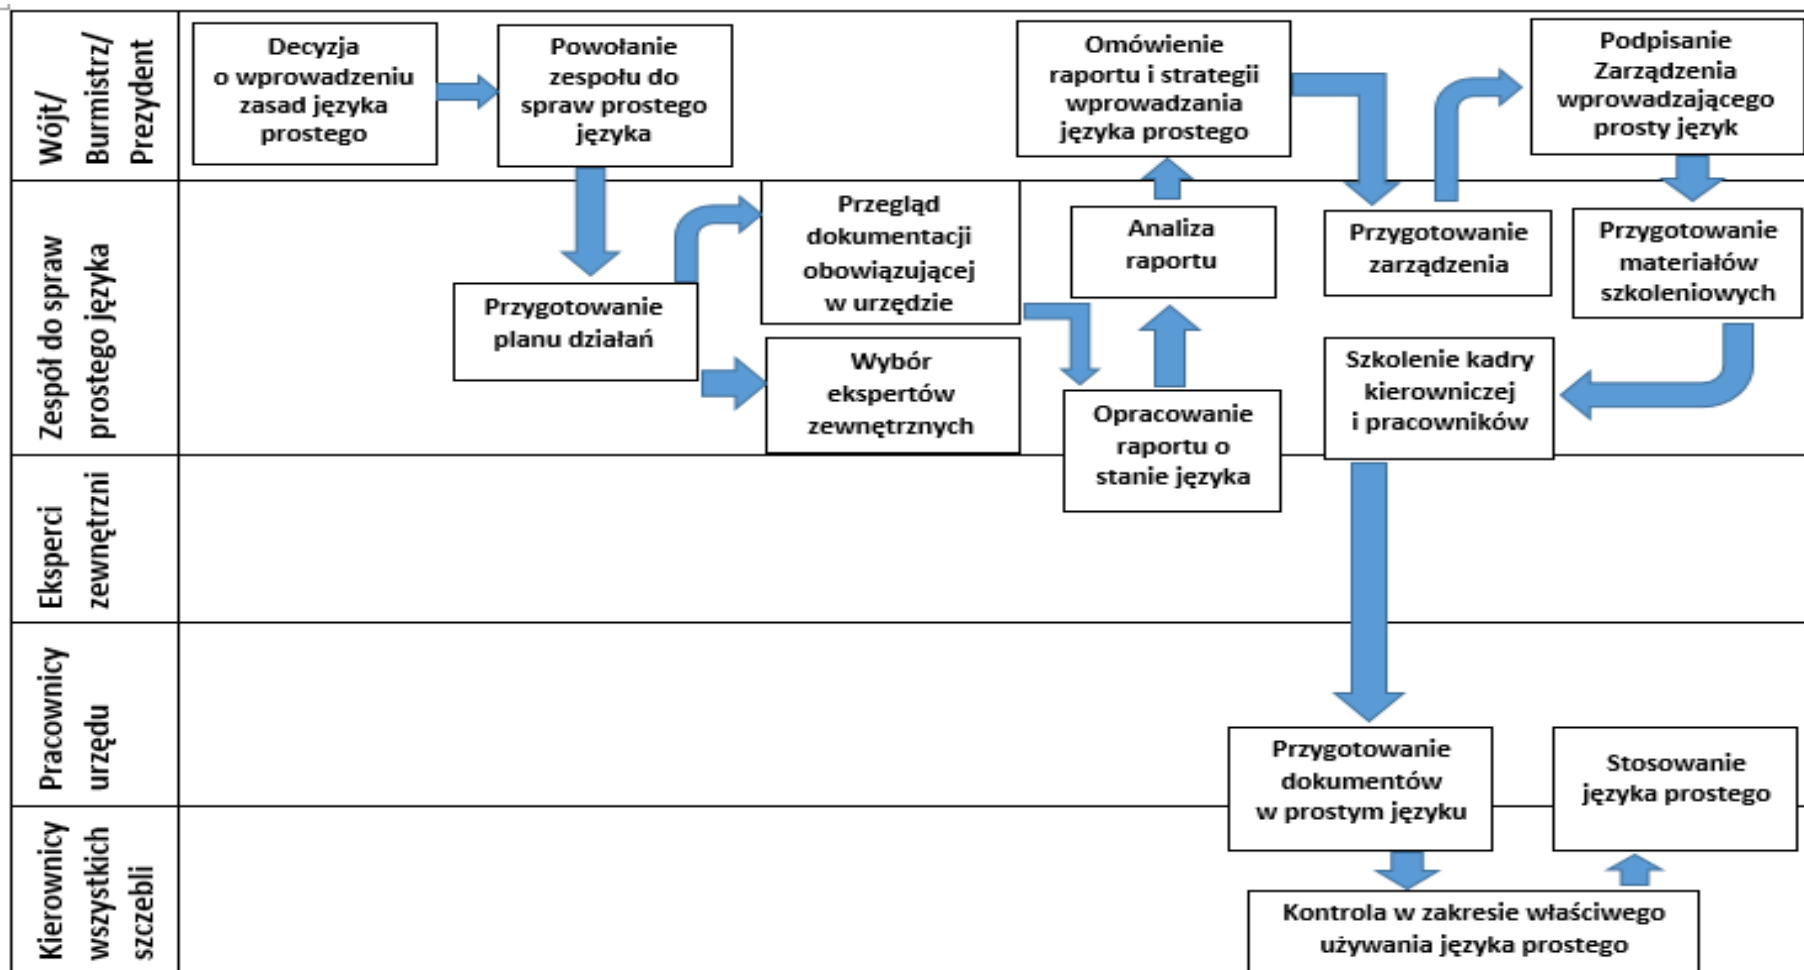 Wójt/
Burmistrz/
Prezydent
Decyzja
o wprowadzeniu
zasad języka
prostego
Powołanie
zespołu do
spraw prostego
języka
Omówienie
raportu i strategii
wprowadzania
języka prostego
Podpisanie
Zarządzenia
wprowadzającego
prosty język
Zespół do spraw
prostego języka
Przygotowanie
planu działań
Przegląd
dokumentacji
obowiązującej
w urzędzie
Wybór
ekspertów
zewnętrznych
Analiza
raportu
Opracowanie
raportu o
stanie języka
Przygotowanie
zarządzenia
Przygotowanie
materiałów
szkoleniowych
Szkolenie kadry
kierowniczej
i pracowników
Eksperci
zewnętrzni
Pracownicy
urzędu
Przygotowanie
dokumentów
w prostym języku
Stosowanie
języka prostego
Kierownicy
wszystkich
szczebli
Kontrola w zakresie właściwego
używania języka prostego